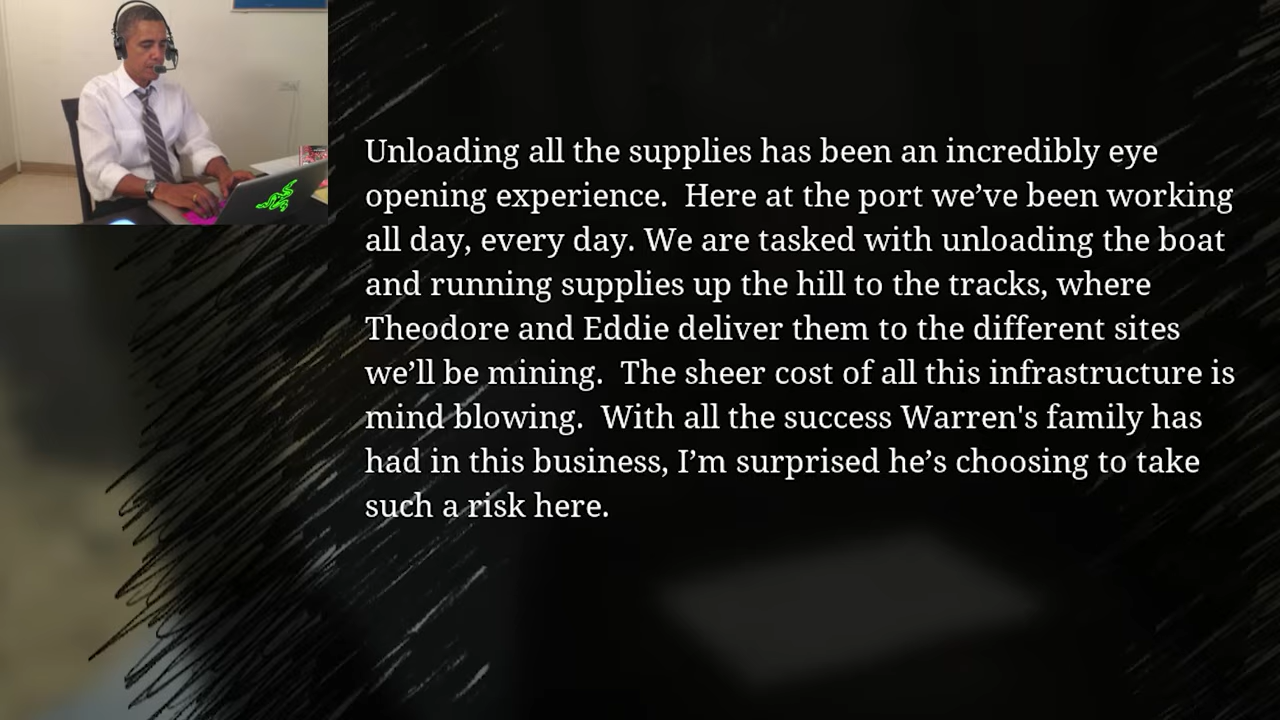 Unloading all the supplies has been an incredibly eye
opening experience.  Here at the port we’ve been working
all day, every day. We are tasked with unloading the boat
and running supplies up the hill to the tracks, where
Theodore and Eddie deliver them to the different sites
we’ll be mining.  The sheer cost of all this infrastructure is
mind blowing.  With all the success Warren's family has
had in this business, I’m surprised he’s choosing to take
such a risk here.